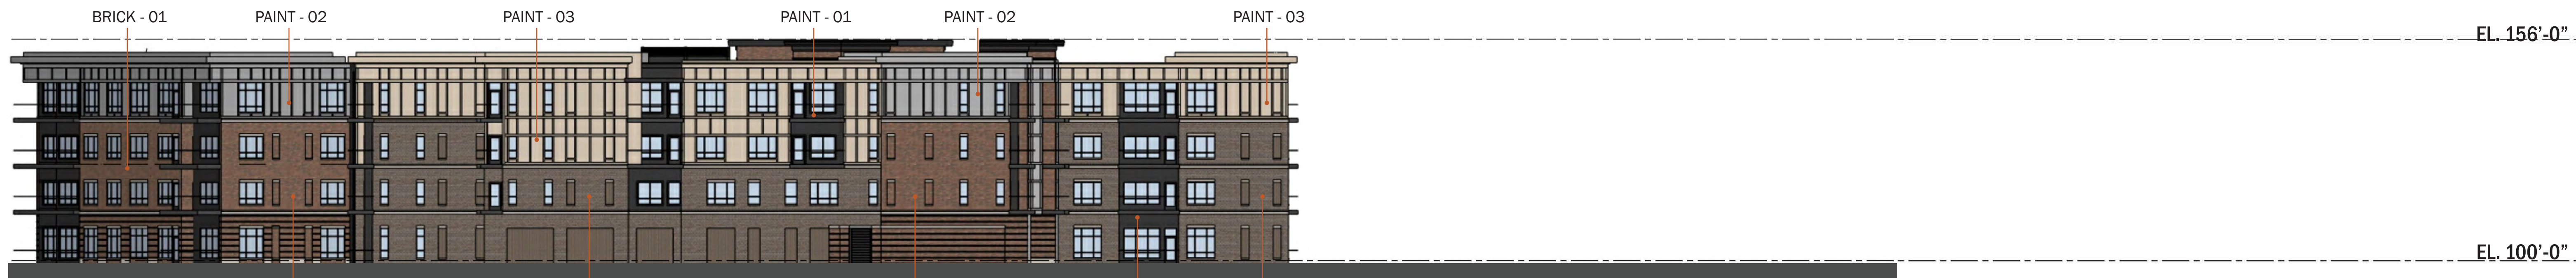 BRICK - 01 PAINT - 02 PAINT - 03 PAINT - 01 PAINT - 02 PAINT - 03
EL. 156’-0”
EL. 100’-0”